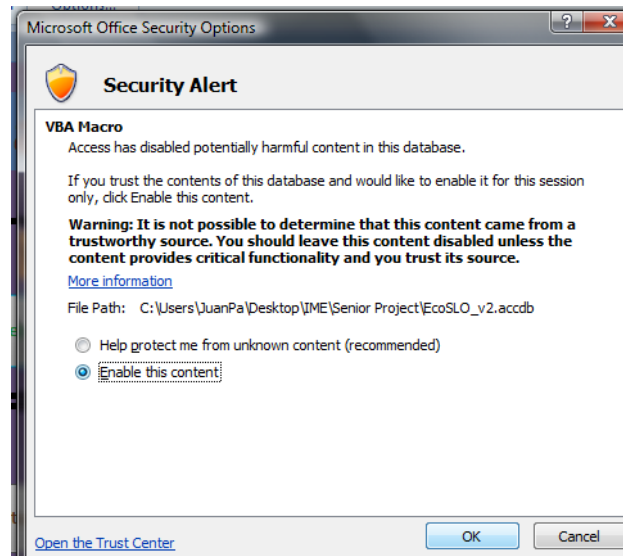 Options...
Microsoft Office Security Options
Security Alert
VBA Macro
Access has disabled potentially harmful content in this database.
If you trust the contents of this database and would like to enable it for this session
only, click Enable this content.
Warning: It is not possible to determine that this content came from a
trustworthy source. You should leave this content disabled unless the
content provides critical functionality and you trust its source.
More information
File Path: C:\Users\JuanPa\Desktop\IME\Senior Project\EcoSLO_v2.accdb
Help protect me from unknown content (recommended)
Enable this content
Open the Trust Center
OK
Cancel